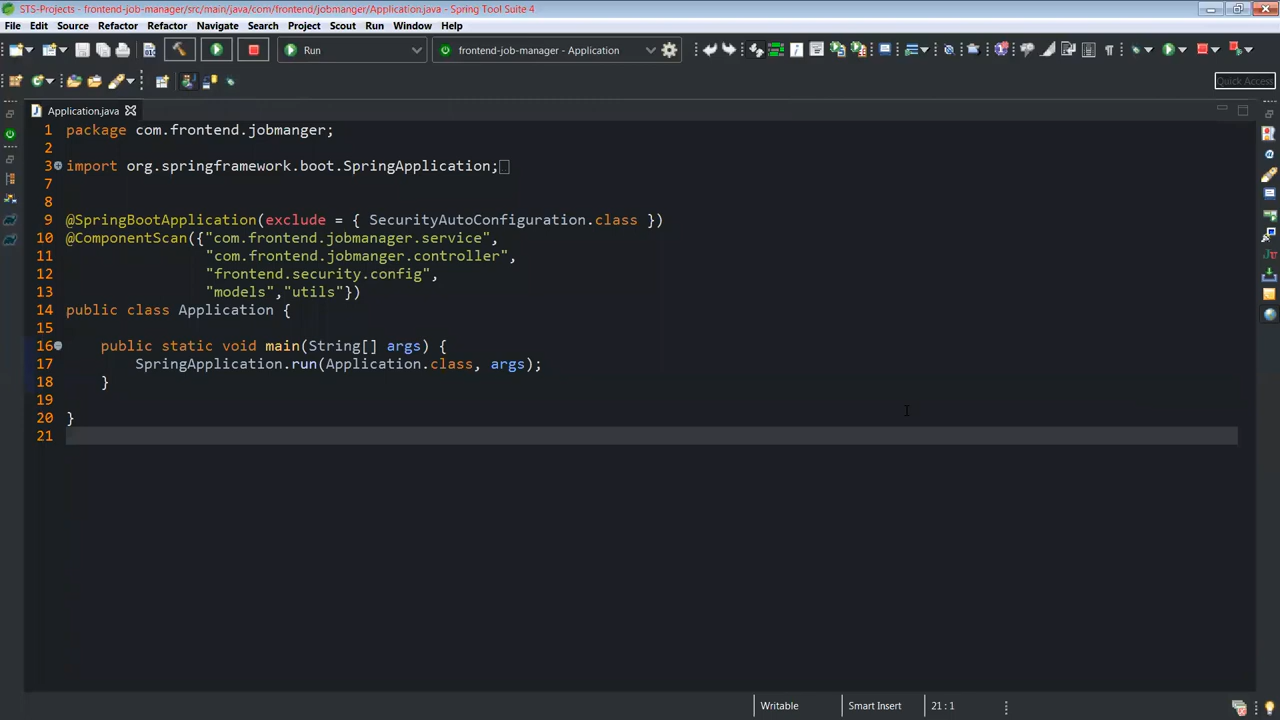 STS-Projects - frontend-job-manager/src/main/java/com/frontend/jobmanger/Application.java - Spring Tool Suite 4
File Edit Source Refactor Refactor Navigate Search Project Scout Run Window Help
Run frontend-job-manager - Application
Quick Access
Application.java
1 package com.frontend.jobmanger;
2
3 import org.springframework.boot.SpringApplication;
7
8
9 @SpringBootApplication(exclude = { SecurityAutoConfiguration.class })
10 @ComponentScan({"com.frontend.jobmanager.service",
11 "com.frontend.jobmanger.controller",
12 "frontend.security.config",
13 "models","utils"})
14 public class Application {
15
16 public static void main(String[] args) {
17 SpringApplication.run(Application.class, args);
18 }
19
20 }
21
Writable Smart Insert 21 : 1